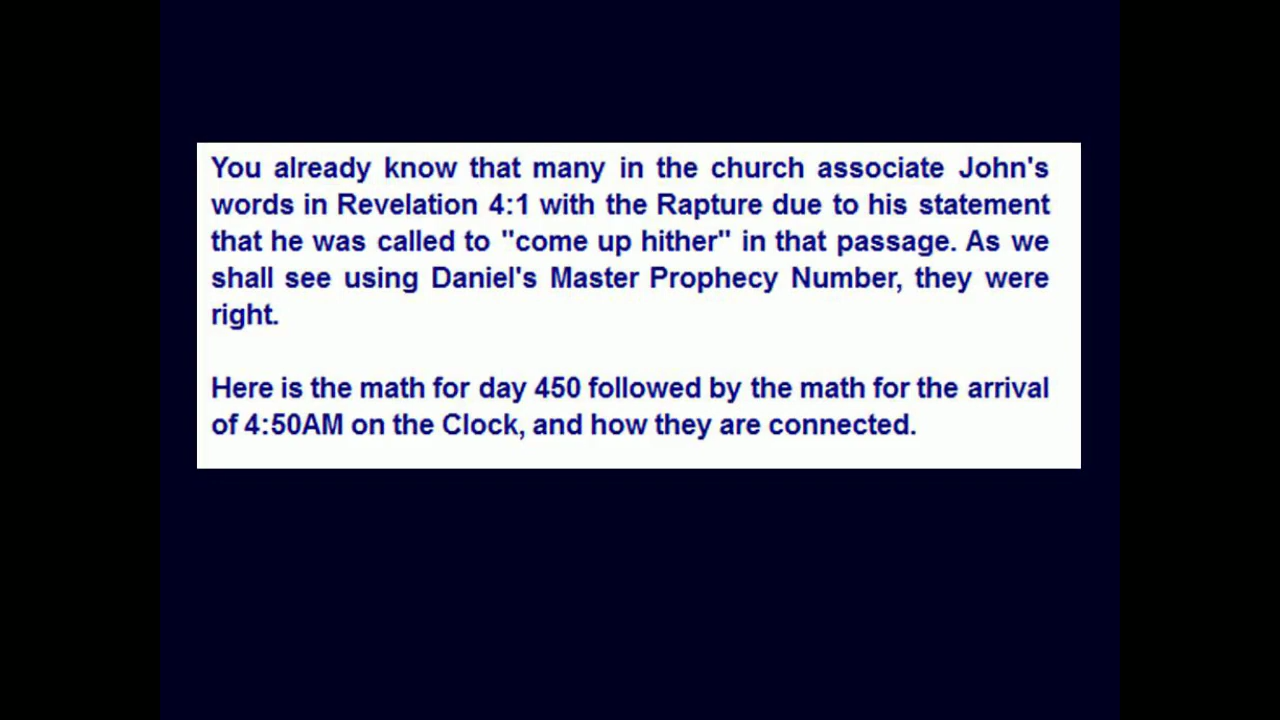 You already know that many in the church associate John's
words in Revelation 4:1 with the Rapture due to his statement
that he was called to "come up hither" in that passage. As we
shall see using Daniel's Master Prophecy Number, they were
right.
Here is the math for day 450 followed by the math for the arrival
of 4:50AM on the Clock, and how they are connected.